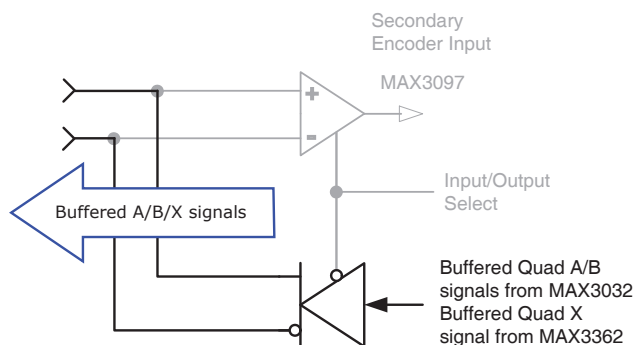 Secondary
Encoder Input
MAX3097
+
-
Input/Output
Select
Buffered A/B/X signals
Buffered Quad A/B
signals from MAX3032
Buffered Quad X
signal from MAX3362